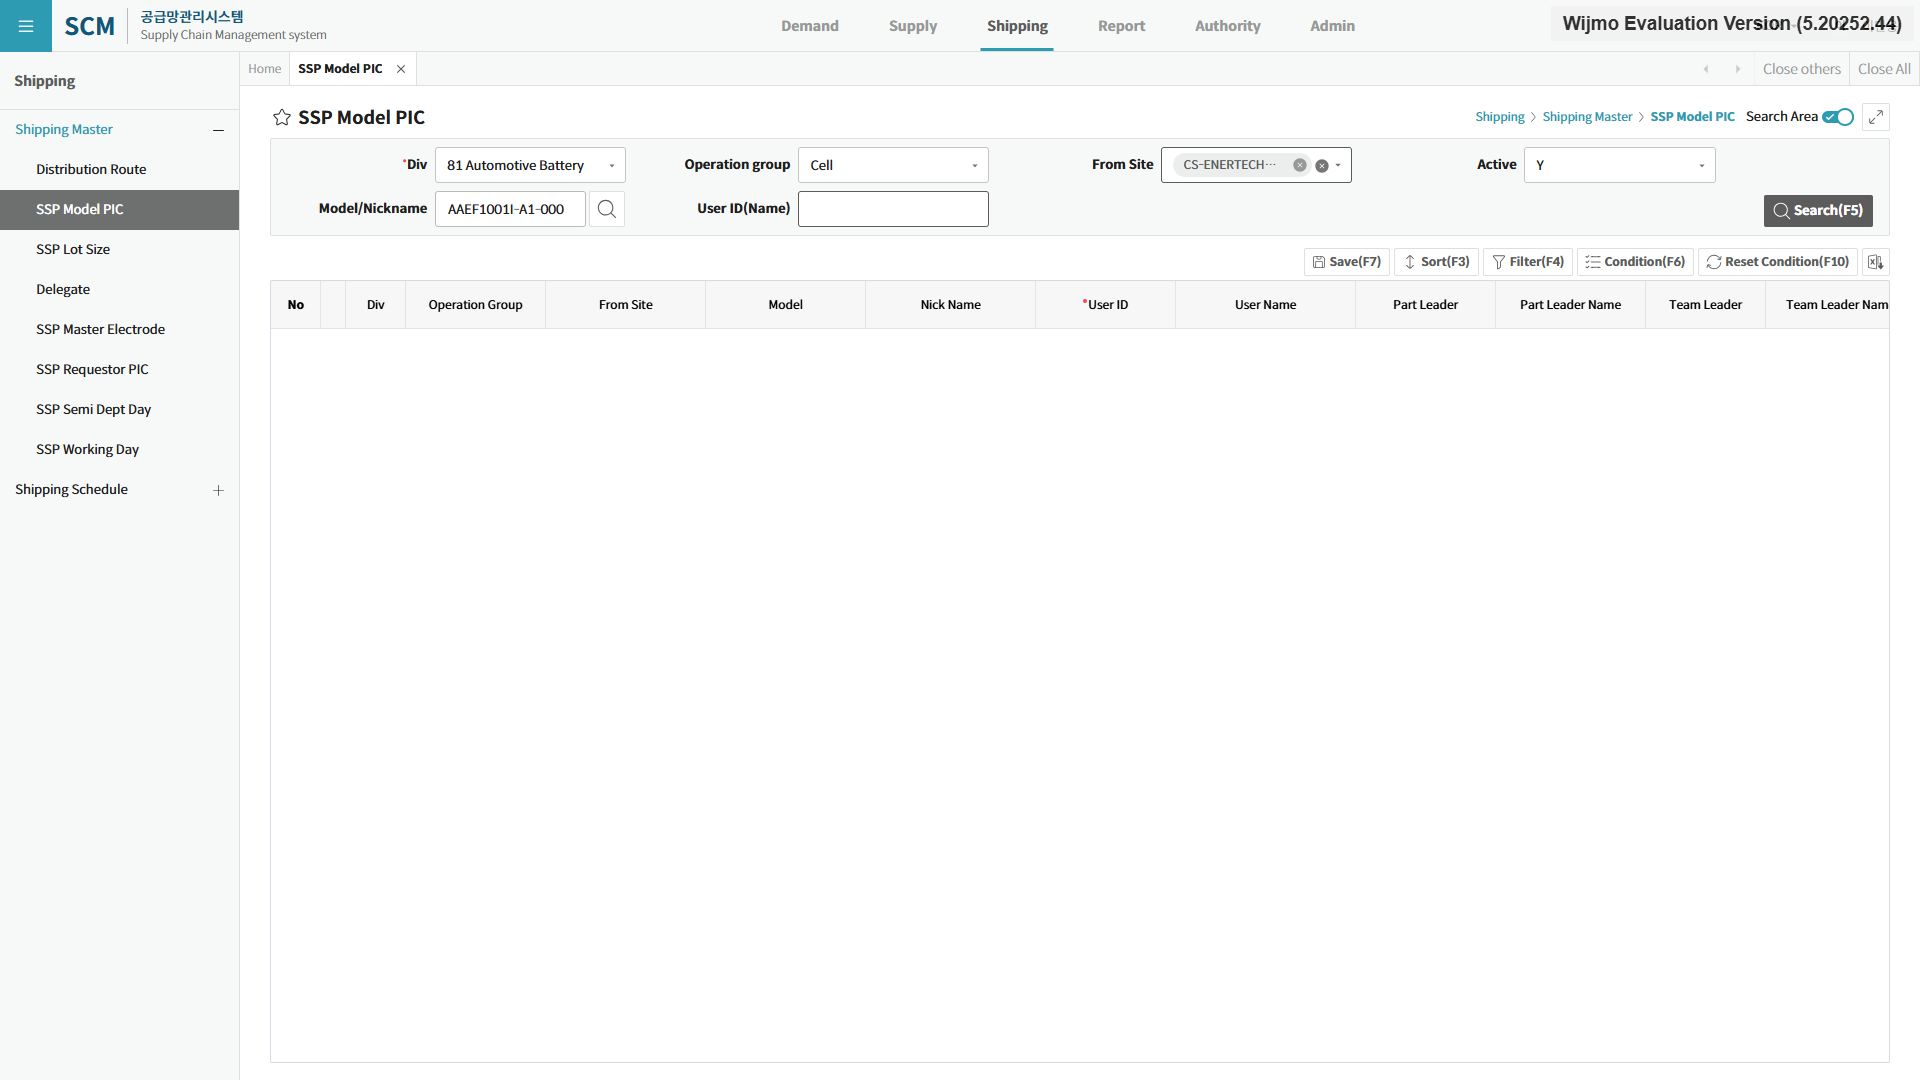 SCM
공급망관리시스템
Supply Chain Management system
Demand
Supply
Shipping
Report
Authority
Admin
Wijmo Evaluation Version (5.20252.44)
Shipping
Home
SSP Model PIC
Close others
Close All
Shipping Master
Distribution Route
SSP Model PIC
SSP Lot Size
Delegate
SSP Master Electrode
SSP Requestor PIC
SSP Semi Dept Day
SSP Working Day
Shipping Schedule
SSP Model PIC
Shipping > Shipping Master > SSP Model PIC
Search Area
*Div
81 Automotive Battery
Operation group
Cell
From Site
CS-ENERTECH…
Active
Y
Model/Nickname
AAEF1001I-A1-000
User ID(Name)
Search(F5)
Save(F7)
Sort(F3)
Filter(F4)
Condition(F6)
Reset Condition(F10)
No
Div
Operation Group
From Site
Model
Nick Name
*User ID
User Name
Part Leader
Part Leader Name
Team Leader
Team Leader Nam